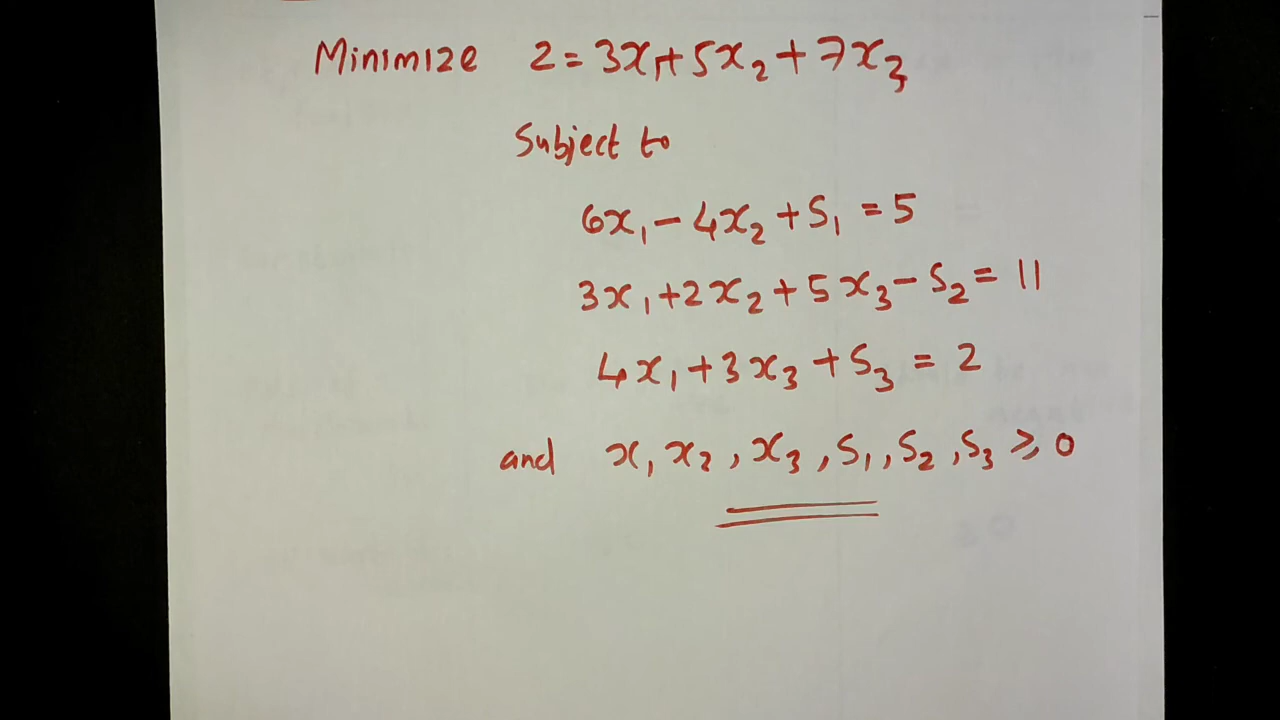 Minimize Z = 3x₁ + 5x₂ + 7x₃
Subject to
6x₁ - 4x₂ + S₁ = 5
3x₁ + 2x₂ + 5x₃ - S₂ = 11
4x₁ + 3x₃ + S₃ = 2
and x₁ x₂, x₃, S₁, S₂, S₃ ≥ 0